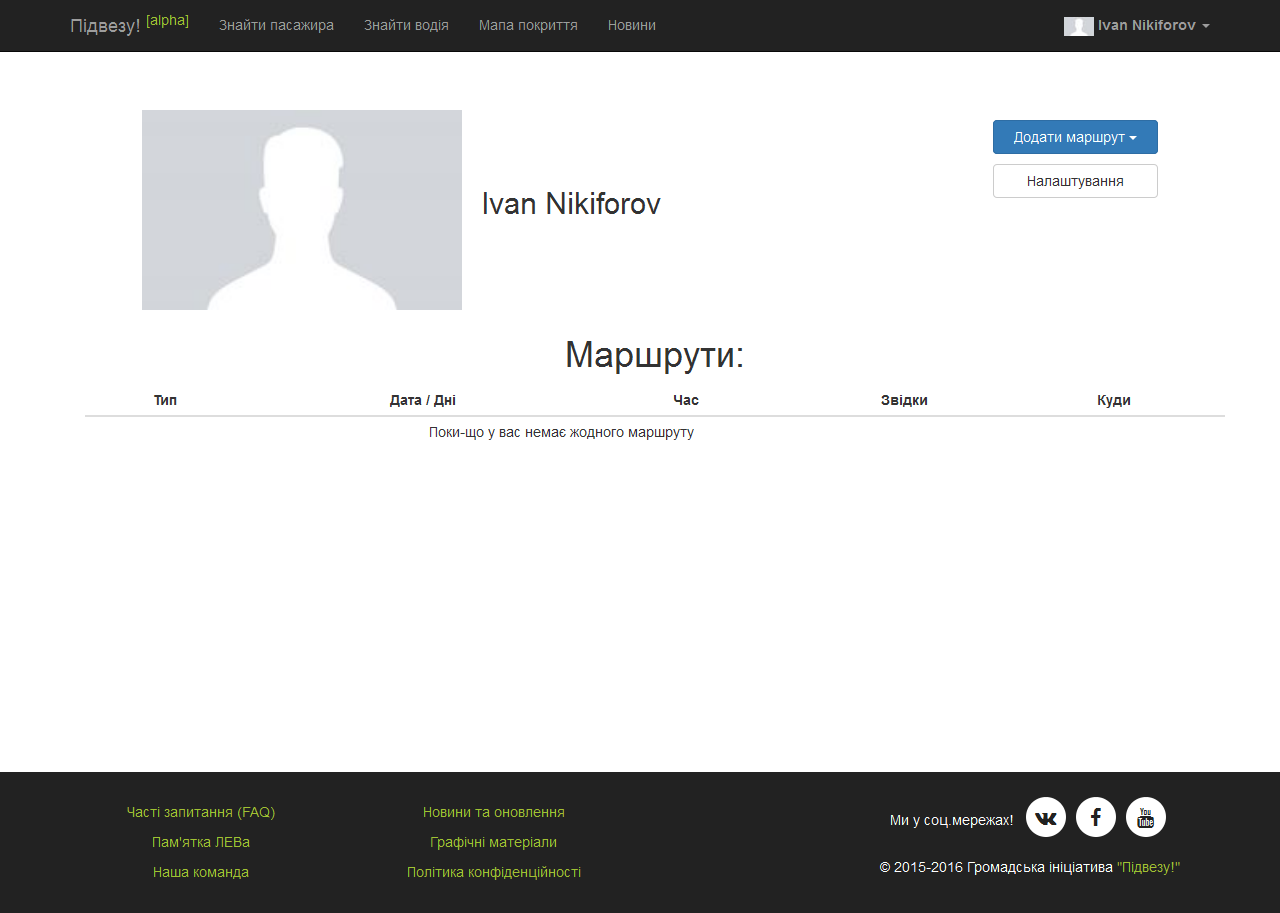 Підвезу! [alpha] Знайти пасажира Знайти водія Мапа покриття Новини Ivan Nikiforov
Додати маршрут
Налаштування
Ivan Nikiforov
Маршрути:
Тип Дата / Дні Час Звідки Куди
Поки-що у вас немає жодного маршруту
Часті запитання (FAQ) Новини та оновлення Ми у соц.мережах! You Tube
Пам'ятка ЛЕВа Графічні матеріали
Наша команда Політика конфіденційності © 2015-2016 Громадська ініціатива "Підвезу!"